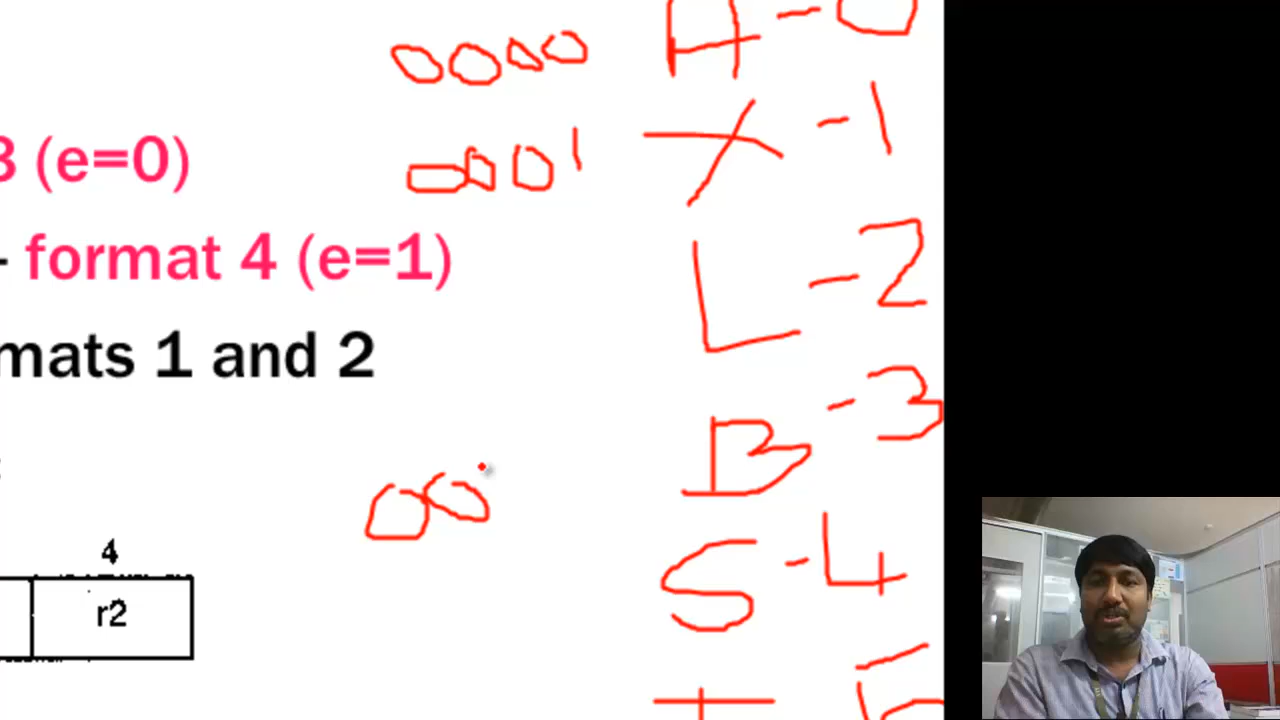 0000 A-0
3 (e=0)
0001 X-1
- format 4 (e=1)
L-2
mats 1 and 2
B-3
00
S-4
4
r2
T-5